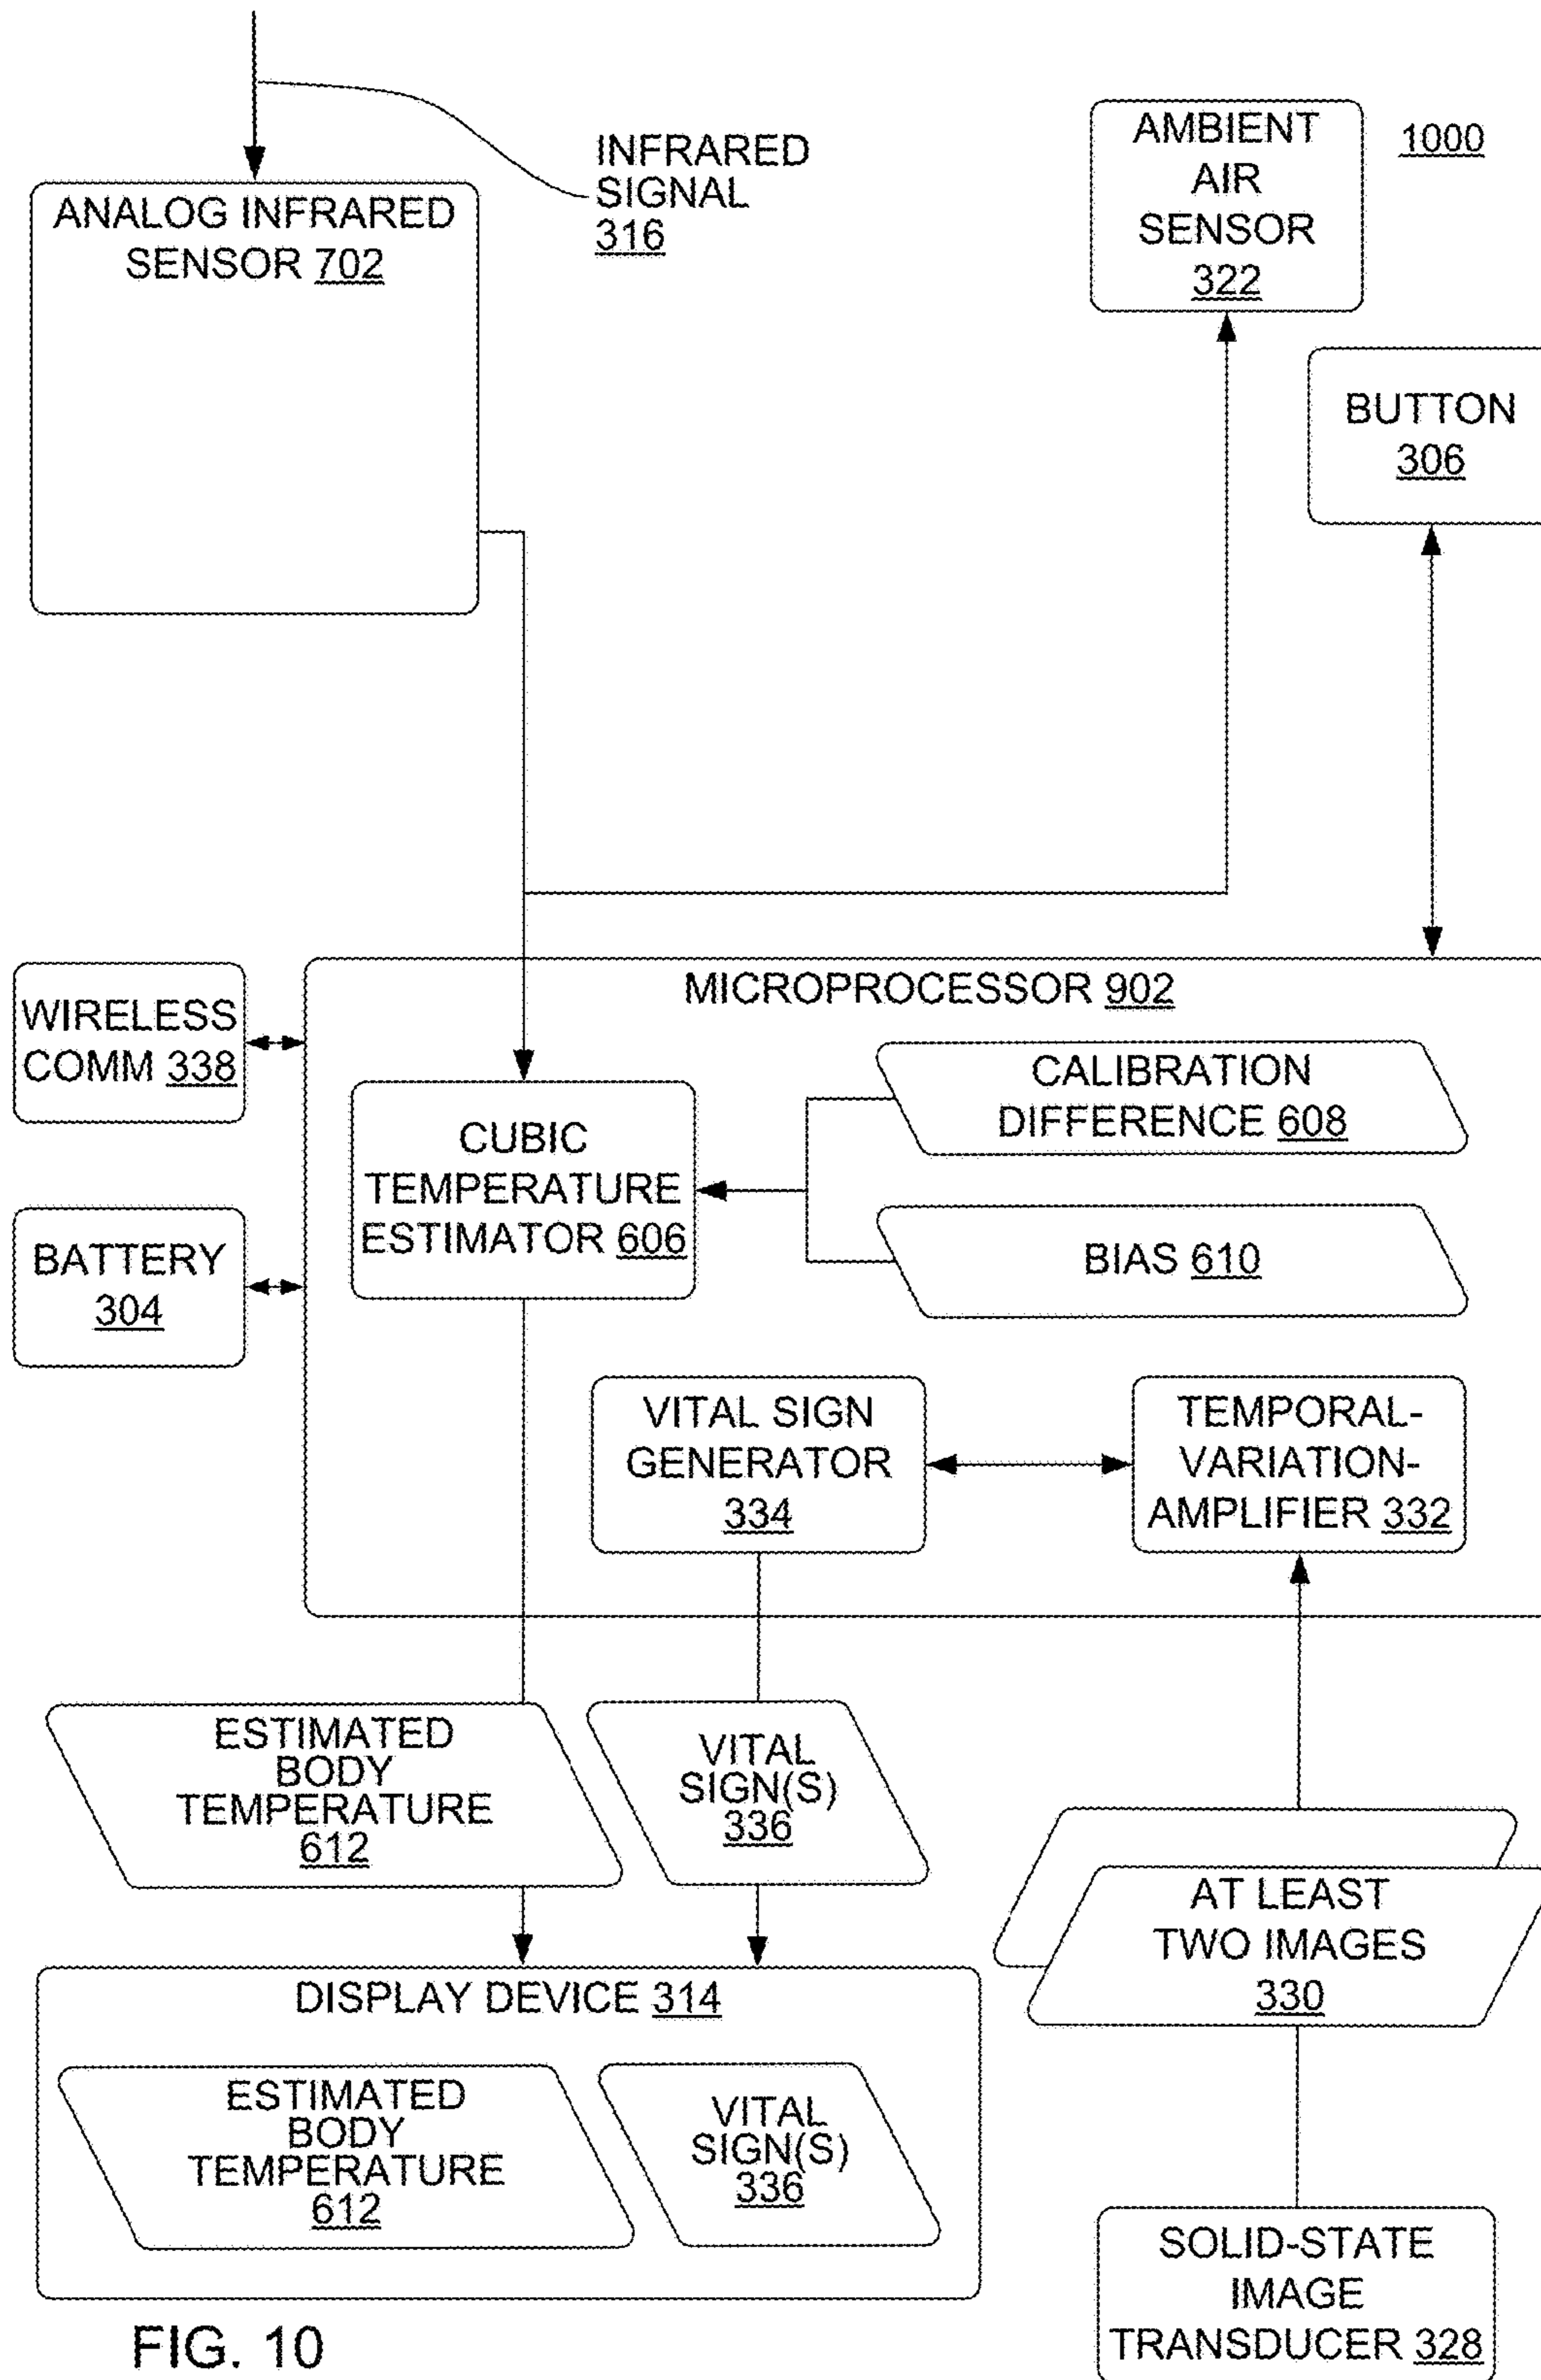 INFRARED
SIGNAL
316
ANALOG INFRARED
SENSOR 702
AMBIENT
AIR
SENSOR
322
1000
BUTTON
306
MICROPROCESSOR 902
WIRELESS
COMM 338
CALIBRATION
DIFFERENCE 608
CUBIC
TEMPERATURE
ESTIMATOR 606
BATTERY
304
BIAS 610
VITAL SIGN
GENERATOR
334
TEMPORAL-
VARIATION-
AMPLIFIER 332
ESTIMATED
BODY
TEMPERATURE
612
VITAL
SIGN(S)
336
AT LEAST
TWO IMAGES
330
DISPLAY DEVICE 314
ESTIMATED
BODY
TEMPERATURE
612
VITAL
SIGN(S)
336
SOLID-STATE
IMAGE
TRANSDUCER 328
FIG. 10